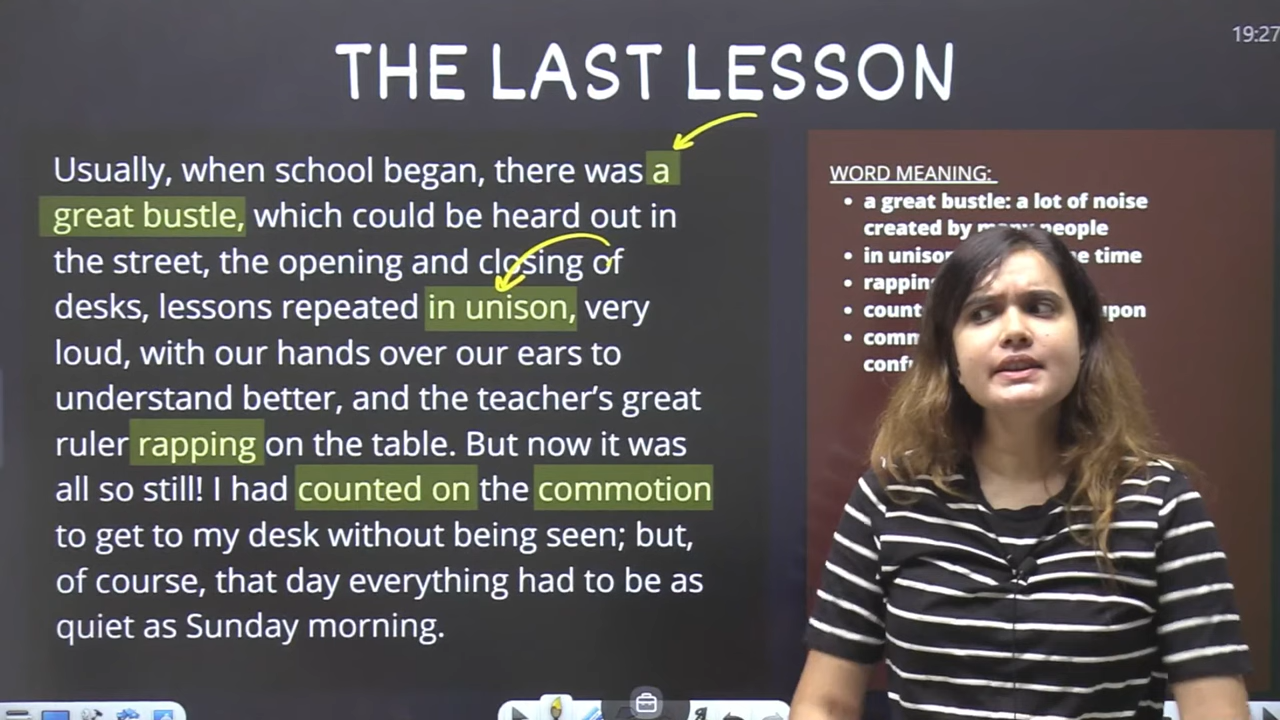 THE LAST LESSON
19:27
Usually, when school began, there was a
great bustle, which could be heard out in
the street, the opening and closing of
desks, lessons repeated in unison, very
loud, with our hands over our ears to
understand better, and the teacher’s great
ruler rapping on the table. But now it was
all so still! I had counted on the commotion
to get to my desk without being seen; but,
of course, that day everything had to be as
quiet as Sunday morning.
WORD MEANING:
• a great bustle: a lot of noise
created by many people
• in time
•
• upon
•